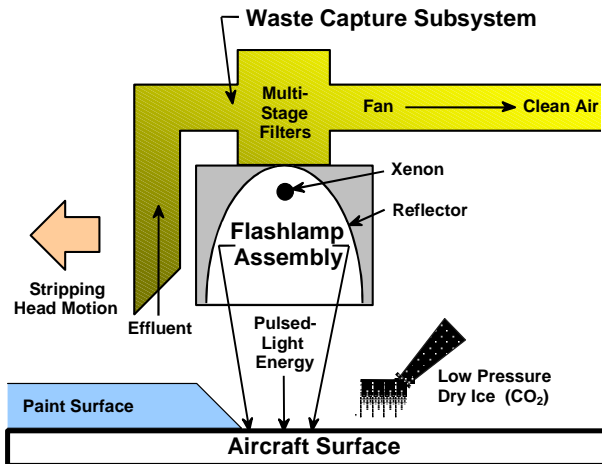 Waste Capture Subsystem
Multi-
Stage
Filters
Fan
Clean Air
Xenon
Reflector
Flashlamp
Assembly
Stripping
Head Motion
Effluent
Pulsed-
Light
Energy
Low Pressure
Dry Ice (CO₂)
Paint Surface
Aircraft Surface